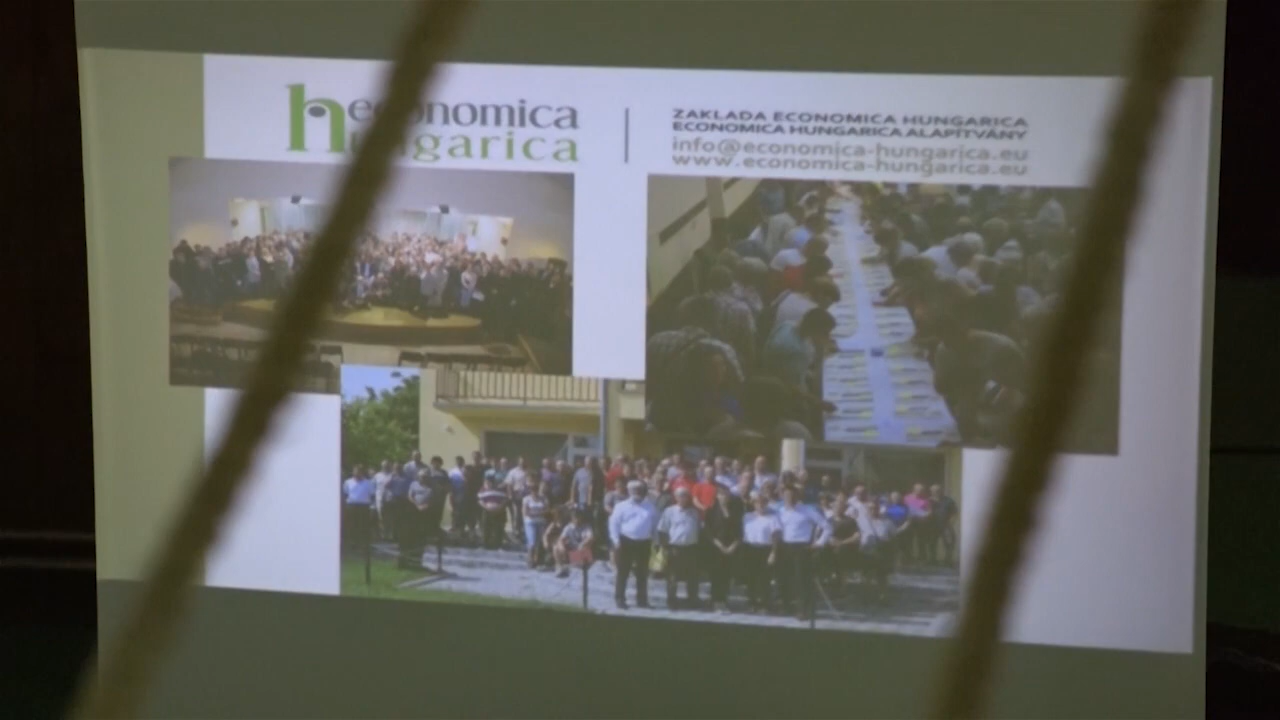 economica
hungarica
ZAKLADA ECONOMICA HUNGARICA
ECONOMICA HUNGARICA ALAPÍTVÁNY
info@economica-hungarica.eu
www.economica-hungarica.eu